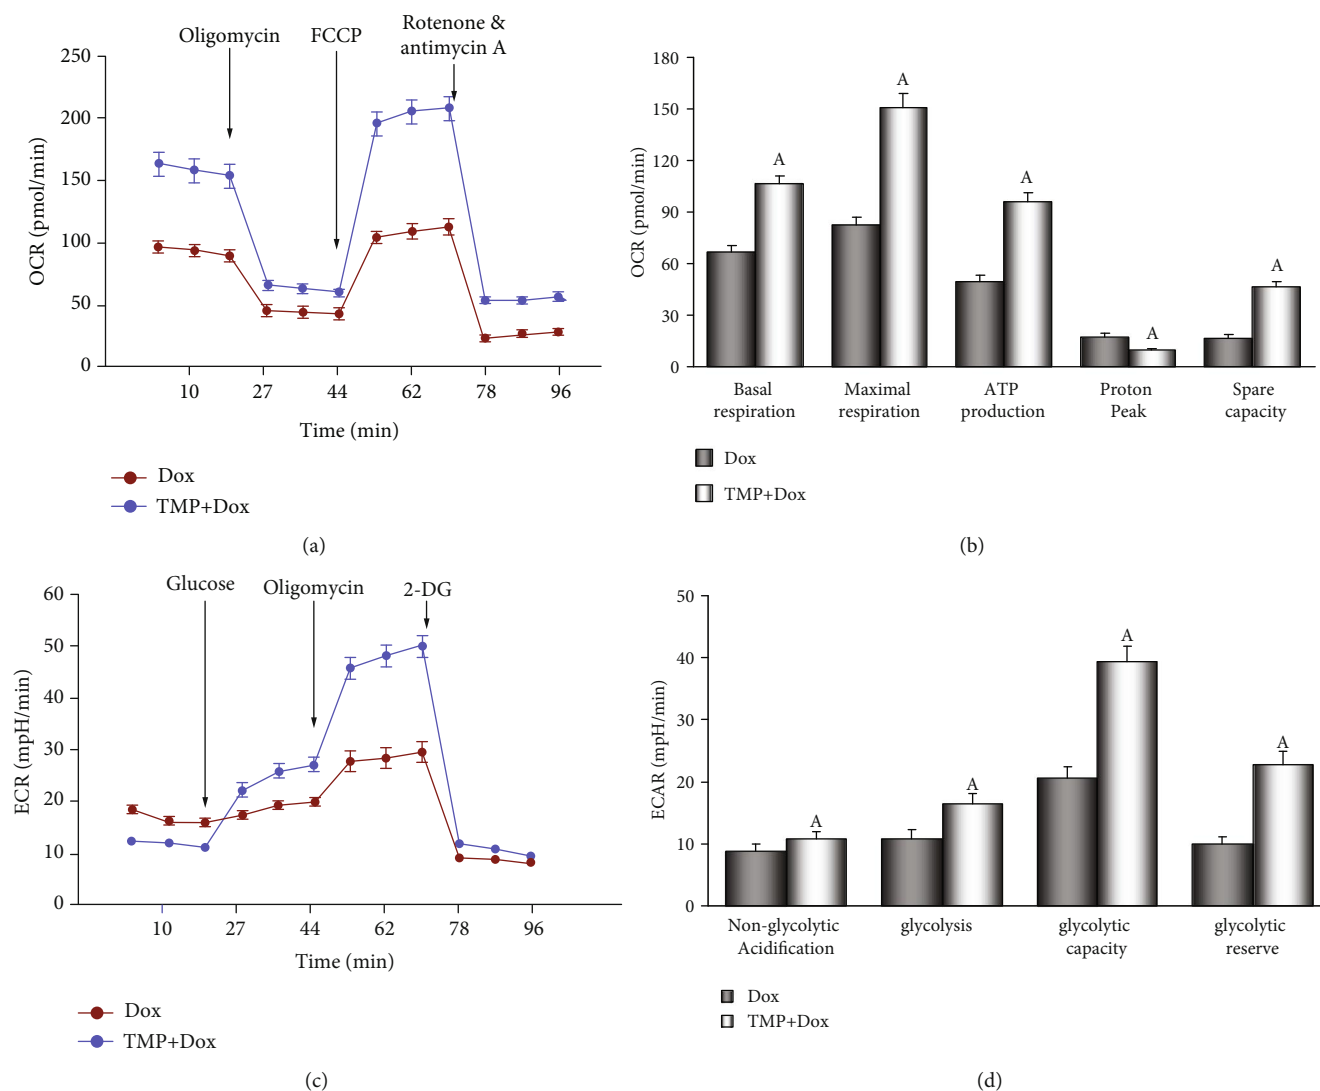 Oligomycin
FCCP
Rotenone &
antimycin A
250
200
150
100
50
0
OCR (pmol/min)
10 27 44 62 78 96
Time (min)
Dox
TMP+Dox
(a)
180
150
120
90
60
30
0
OCR (pmol/min)
A A A A A
Basal
respiration
Maximal
respiration
ATP
production
Proton
Peak
Spare
capacity
Dox
TMP+Dox
(b)
Glucose
Oligomycin
2-DG
60
50
40
30
20
10
0
ECR (mpH/min)
10 27 44 62 78 96
Time (min)
Dox
TMP+Dox
(c)
50
40
30
20
10
0
ECAR (mpH/min)
A A A A
Non-glycolytic
Acidification
glycolysis
glycolytic
capacity
glycolytic
reserve
Dox
TMP+Dox
(d)